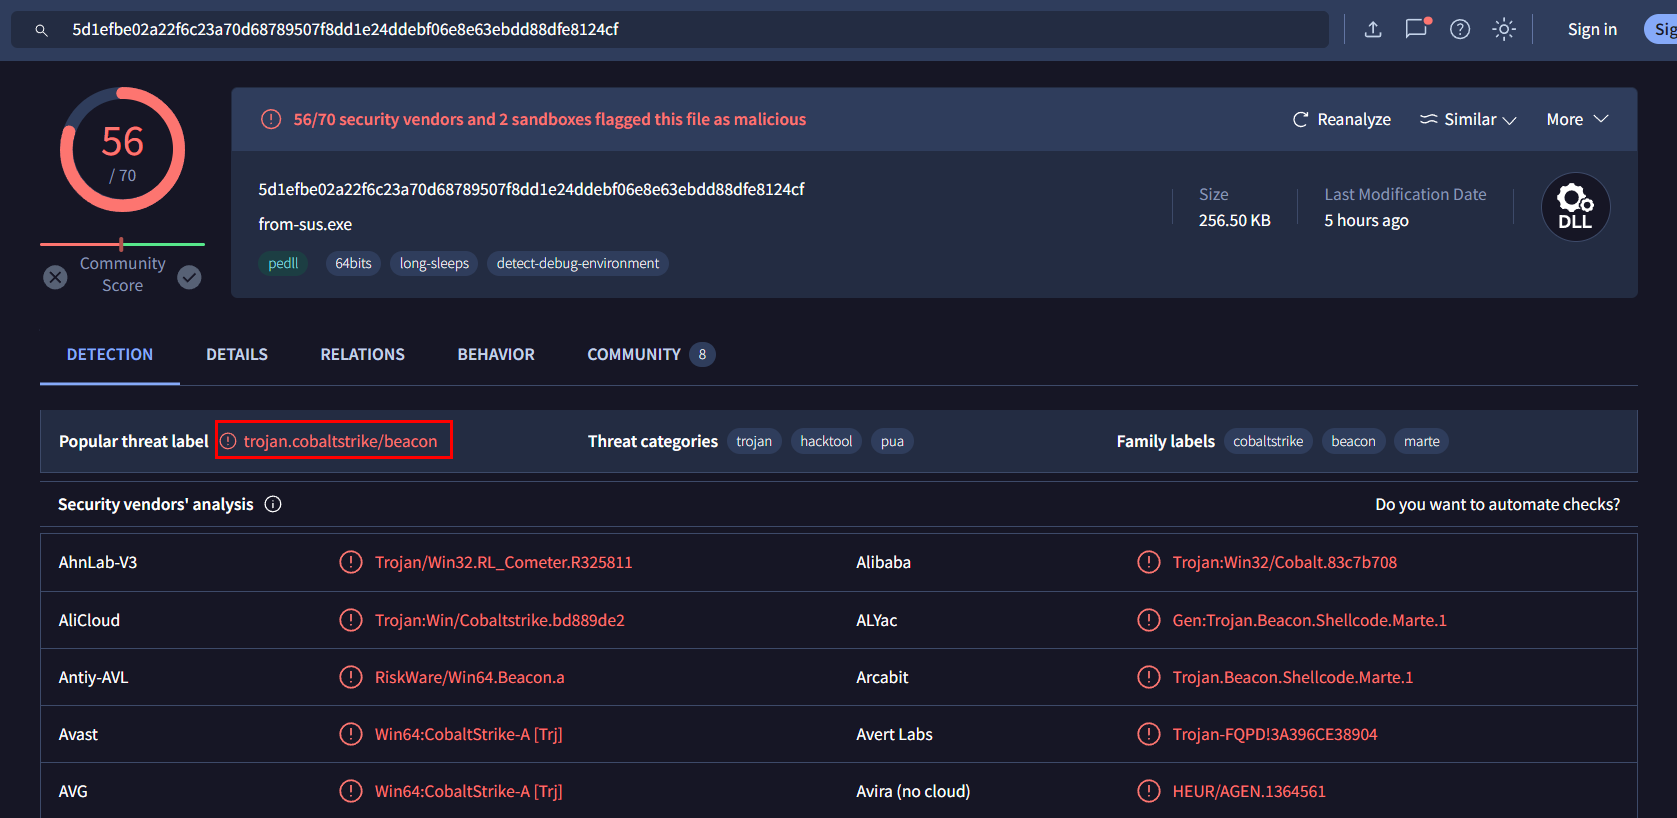 5d1efbe02a22f6c23a70d68789507f8dd1e24ddebf06e8e63ebdd88dfe8124cf
Sign in
Sig
56
/ 70
Community
Score
56/70 security vendors and 2 sandboxes flagged this file as malicious
Reanalyze
Similar
More
5d1efbe02a22f6c23a70d68789507f8dd1e24ddebf06e8e63ebdd88dfe8124cf
from-sus.exe
pedll
64bits
long-sleeps
detect-debug-environment
Size
256.50 KB
Last Modification Date
5 hours ago
DLL
DETECTION
DETAILS
RELATIONS
BEHAVIOR
COMMUNITY 8
Popular threat label trojan.cobaltstrike/beacon
Threat categories trojan hacktool pua
Family labels cobaltstrike beacon marte
Security vendors' analysis
Do you want to automate checks?
AhnLab-V3 Trojan/Win32.RL_Cometer.R325811
Alibaba Trojan:Win32/Cobalt.83c7b708
AliCloud Trojan:Win/Cobaltstrike.bd889de2
ALYac Gen:Trojan.Beacon.Shellcode.Marte.1
Antiy-AVL RiskWare/Win64.Beacon.a
Arcabit Trojan.Beacon.Shellcode.Marte.1
Avast Win64:CobaltStrike-A [Trj]
Avert Labs Trojan-FQPD!3A396CE38904
AVG Win64:CobaltStrike-A [Trj]
Avira (no cloud) HEUR/AGEN.1364561